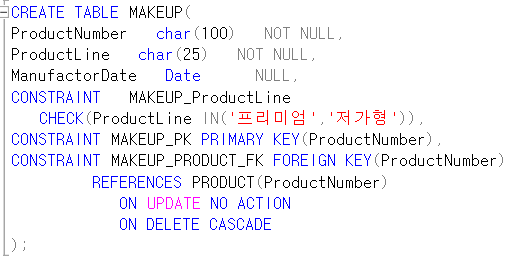 CREATE TABLE MAKEUP(
ProductNumber char(100) NOT NULL,
ProductLine char(25) NOT NULL,
ManufactorDate Date NULL,
CONSTRAINT MAKEUP_ProductLine
CHECK(ProductLine IN('프리미엄','저가형')),
CONSTRAINT MAKEUP_PK PRIMARY KEY(ProductNumber),
CONSTRAINT MAKEUP_PRODUCT_FK FOREIGN KEY(ProductNumber)
REFERENCES PRODUCT(ProductNumber)
ON UPDATE NO ACTION
ON DELETE CASCADE
);